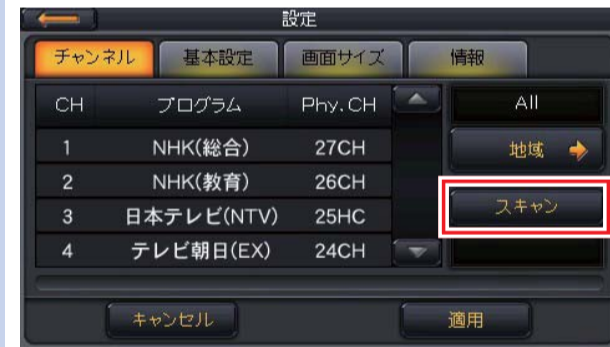 設定
チャンネル 基本設定 画面サイズ 情報
CH プログラム Phy.CH All
1 NHK(総合) 27CH 地域
2 NHK(教育) 26CH
スキャン
3 日本テレビ(NTV) 25HC
4 テレビ朝日(EX) 24CH
キャンセル 適用